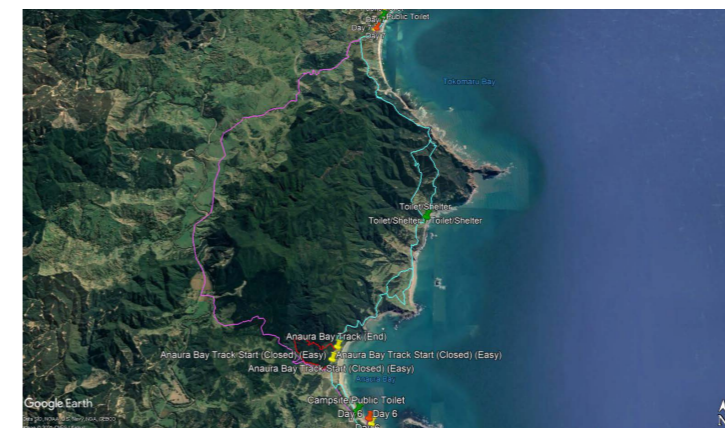 Public Toilet
Day
Tokomaru Bay
Toilet/Shelter
Toilet/Shelter Toilet/Shelter
Anaura Bay Track (End)
Anaura Bay Track Start (Closed) (Easy) Anaura Bay Track Start (Closed) (Easy)
Anaura Bay Track Start (Closed) (Easy)
Anaura Bay
Google Earth
Campsite/Public Toilet
Day 6 Day 6
N